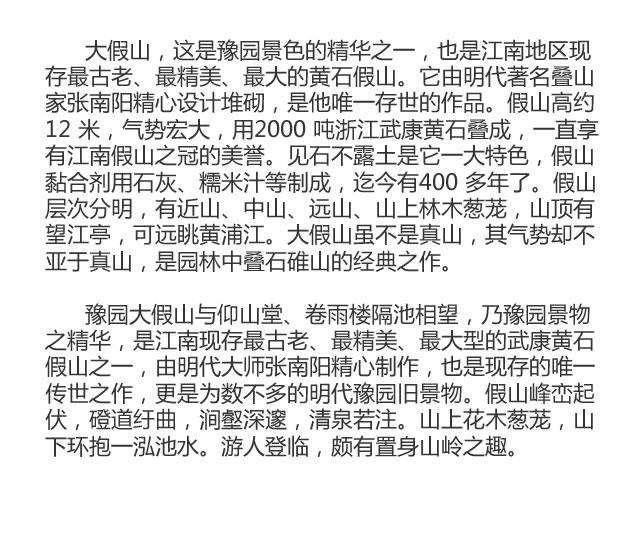 大假山，这是豫园景色的精华之一，也是江南地区现
存最古老、最精美、最大的黄石假山。它由明代著名叠山
家张南阳精心设计堆砌，是他唯一存世的作品。假山高约
12 米，气势宏大，用2000 吨浙江武康黄石叠成，一直享
有江南假山之冠的美誉。见石不露土是它一大特色，假山
黏合剂用石灰、糯米汁等制成，迄今有400 多年了。假山
层次分明，有近山、中山、远山、山上林木葱茏，山顶有
望江亭，可远眺黄浦江。大假山虽不是真山，其气势却不
亚于真山，是园林中叠石碓山的经典之作。
豫园大假山与仰山堂、卷雨楼隔池相望，乃豫园景物
之精华，是江南现存最古老、最精美、最大型的武康黄石
假山之一，由明代大师张南阳精心制作，也是现存的唯一
传世之作，更是为数不多的明代豫园旧景物。假山峰峦起
伏，磴道纡曲，涧壑深邃，清泉若注。山上花木葱茏，山
下环抱一泓池水。游人登临，颇有置身山岭之趣。